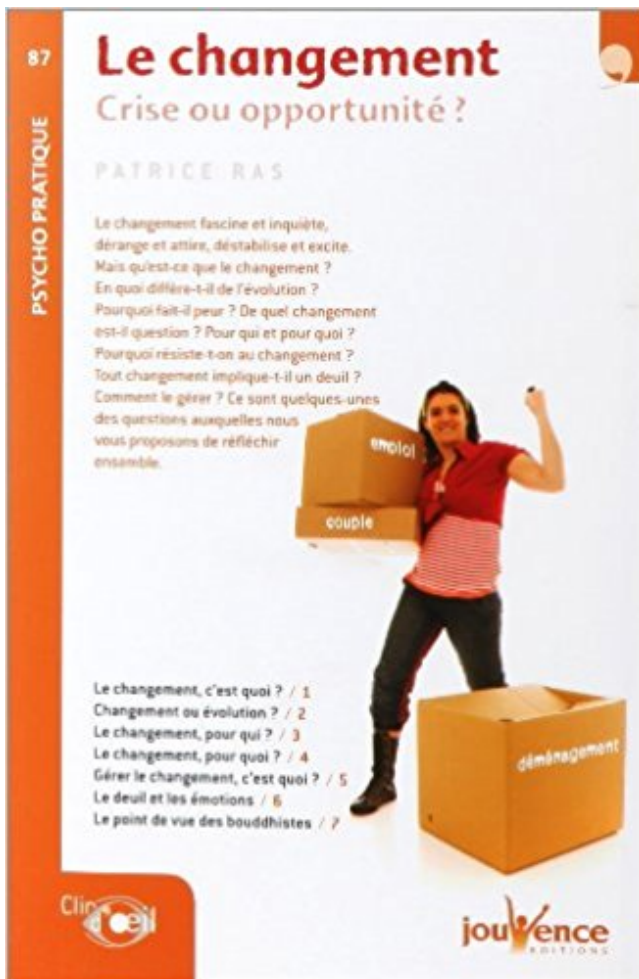 87
PSYCHO PRATIQUE
Le changement
Crise ou opportunité ?
PATRICE RAS
Le changement fascine et inquiète,
dérange et attire, déstabilise et excite.
Mais qu'est-ce que le changement ?
En quoi diffère-t-il de l'évolution ?
Pourquoi fait-il peur ? De quel changement
est-il question ? Pour qui et pour quoi ?
Pourquoi résiste-t-on au changement ?
Tout changement implique-t-il un deuil ?
Comment le gérer ? Ce sont quelques-unes
des questions auxquelles nous
vous proposons de réfléchir
ensemble.
emploi
couple
déménagement
Le changement, c'est quoi ? / 1
Changement ou évolution ? / 2
Le changement, pour qui ? / 3
Le changement, pour quoi ? / 4
Gérer le changement, c'est quoi ? / 5
Le deuil et les émotions / 6
Le point de vue des bouddhistes / 7
Clin
d'œil
jouvence
EDITIONS